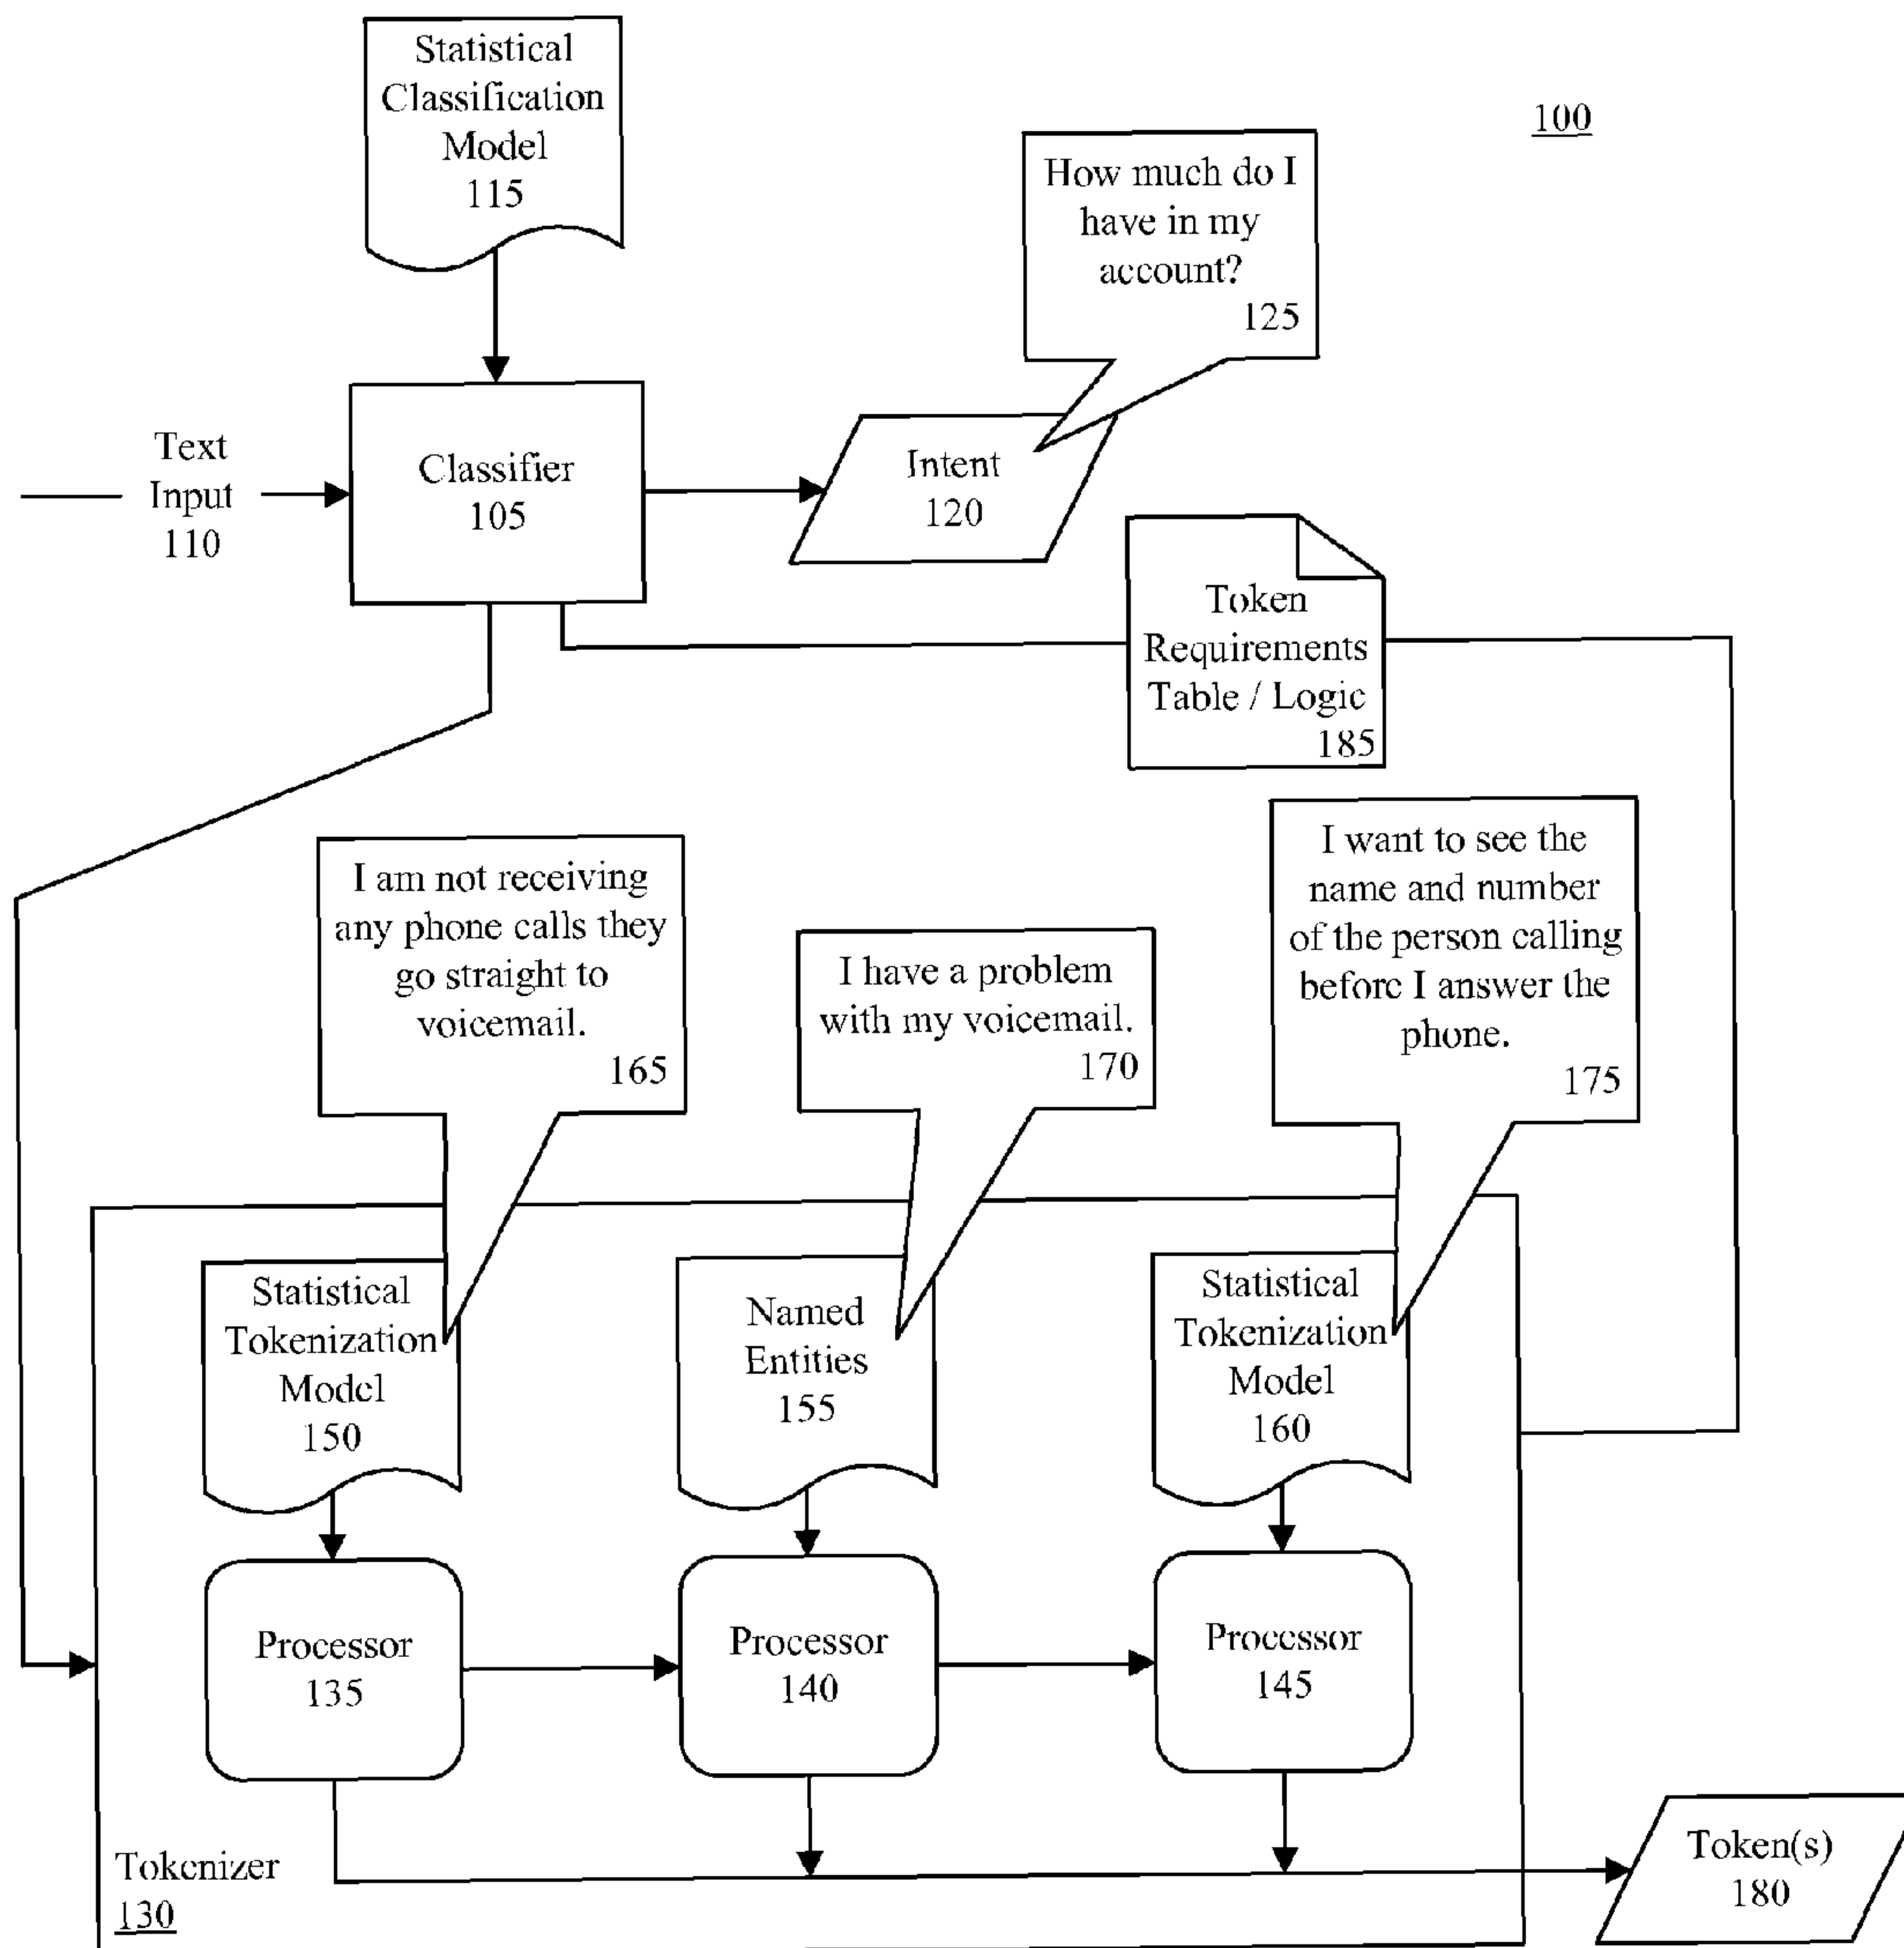 Statistical
Classification
Model
115
100
How much do I
have in my
account?
125
Text
Input
110
Classifier
105
Intent
120
Token
Requirements
Table / Logic
185
I am not receiving
any phone calls they
go straight to
voicemail.
165
I have a problem
with my voicemail.
170
I want to see the
name and number
of the person calling
before I answer the
phone.
175
Statistical
Tokenization
Model
150
Named
Entities
155
Statistical
Tokenization
Model
160
Processor
135
Processor
140
Processor
145
Tokenizer
130
Token(s)
180